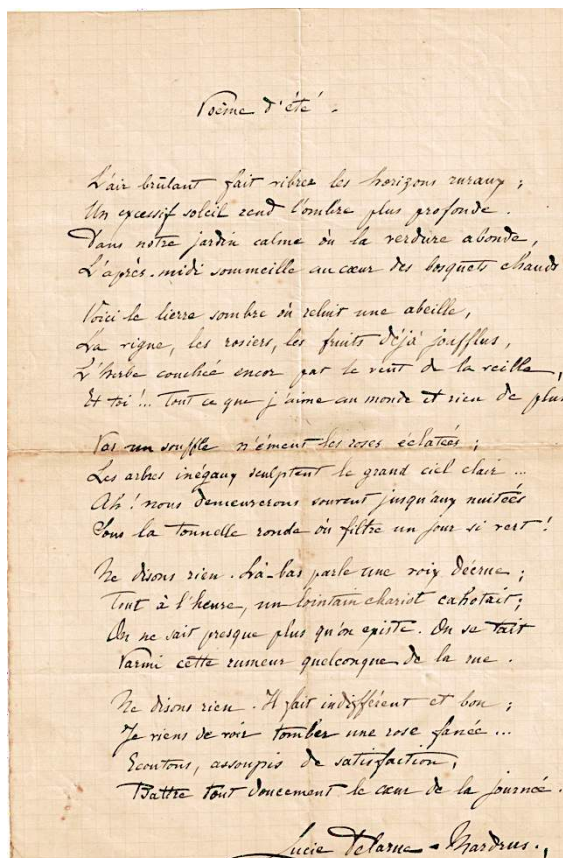 Poème d'été.
L'air brûlant fait vibrer les horizons ruraux ;
Un excessif soleil rend l'ombre plus profonde.
Dans notre jardin calme où la verdure abonde,
L'après-midi sommeille au cœur des bosquets chauds
Voici le lierre sombre où reluit une abeille,
La vigne, les rosiers, les fruits déjà joufflus,
L'herbe couchée encor par le vent de la veille,
Et toi !.. Tout ce que j'aime au monde et rien de plus
Pas un souffle n'émeut les roses éclatées ;
Les arbres inégaux sculptent le grand ciel clair ...
Ah ! nous demeurerons souvent jusqu'aux nuitées
Sous la tonnelle ronde où filtre un jour si vert !
Ne disons rien. Là-bas parle une voix décrue ;
Tout à l'heure, un lointain chariot cahotait ;
On ne sait presque plus qu'on existe. On se tait
Parmi cette rumeur quelconque de la rue.
Ne disons rien. Il fait indifférent et bon ;
Je viens de voir tomber une rose fanée ...
Ecoutons, assoupis de satisfaction,
Battre tout doucement le cœur de la journée.
Lucie Delarue-Mardrus.